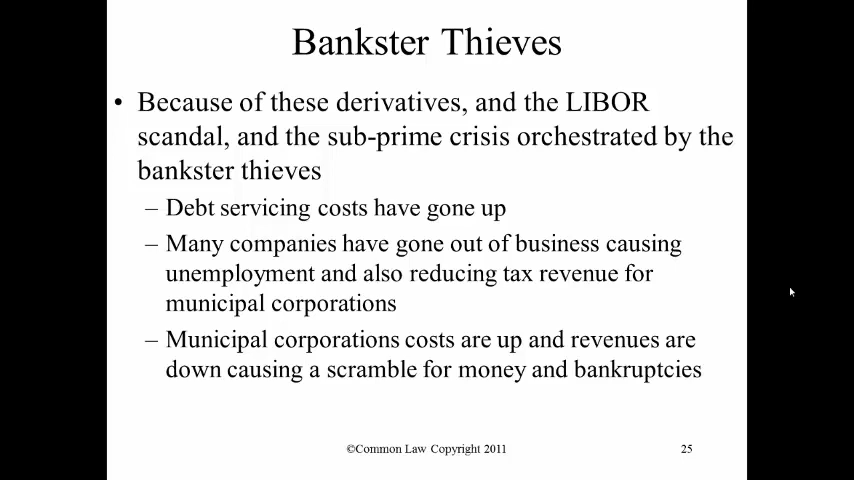 Bankster Thieves
• Because of these derivatives, and the LIBOR
scandal, and the sub-prime crisis orchestrated by the
bankster thieves
– Debt servicing costs have gone up
– Many companies have gone out of business causing
unemployment and also reducing tax revenue for
municipal corporations
– Municipal corporations costs are up and revenues are
down causing a scramble for money and bankruptcies
©Common Law Copyright 2011
25